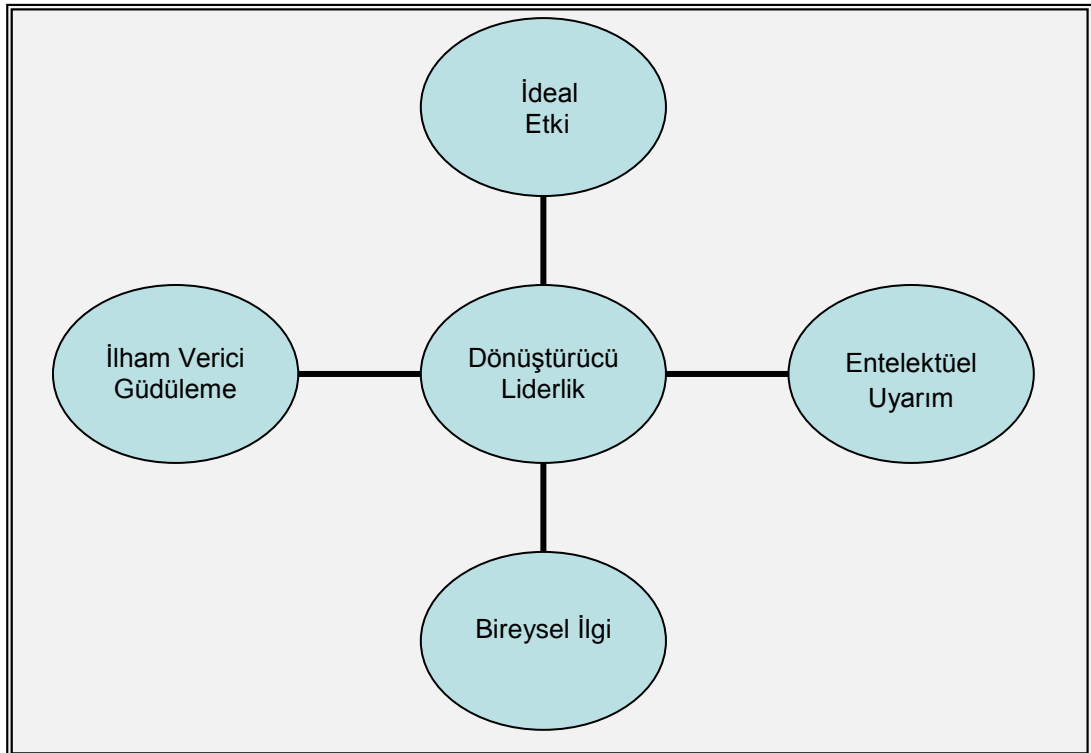 İdeal
Etki
İlham Verici
Güdüleme
Dönüştürücü
Liderlik
Entelektüel
Uyarım
Bireysel İlgi